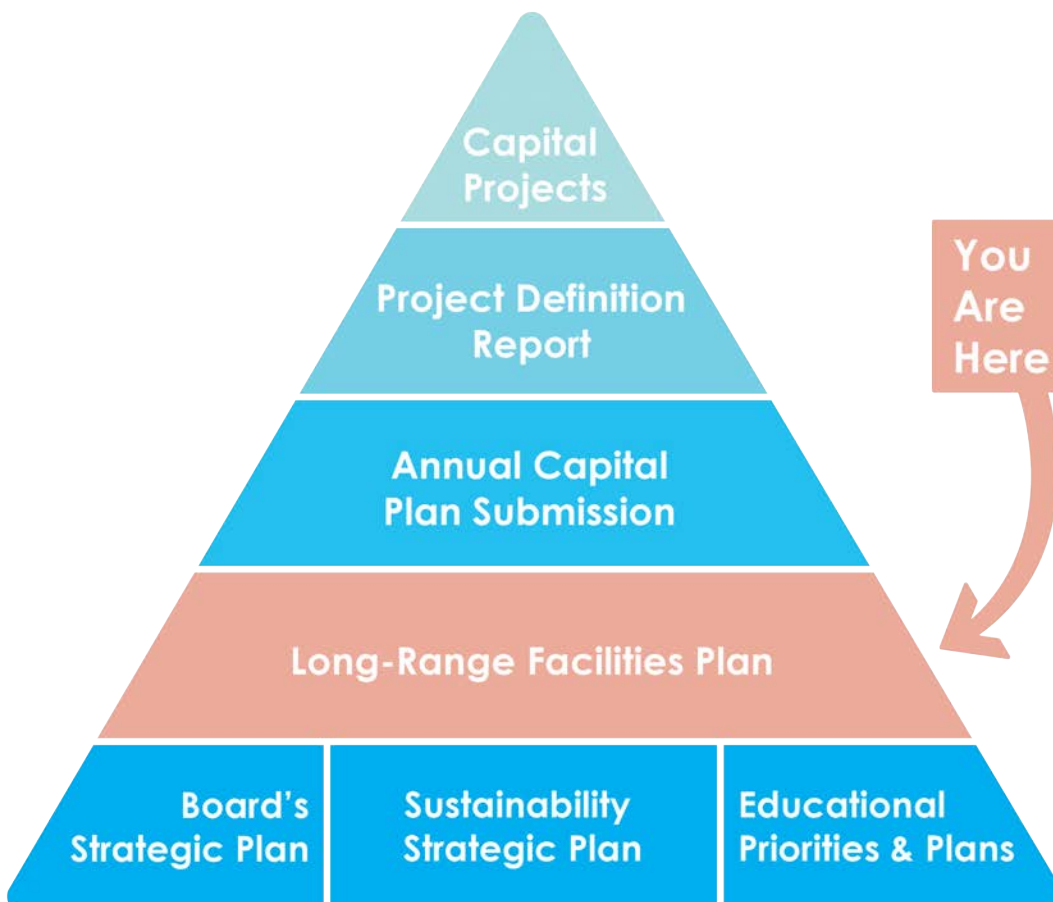 Capital
Projects
Project Definition
Report
You
Are
Here
Annual Capital
Plan Submission
Long-Range Facilities Plan
Board's
Strategic Plan
Sustainability
Strategic Plan
Educational
Priorities & Plans